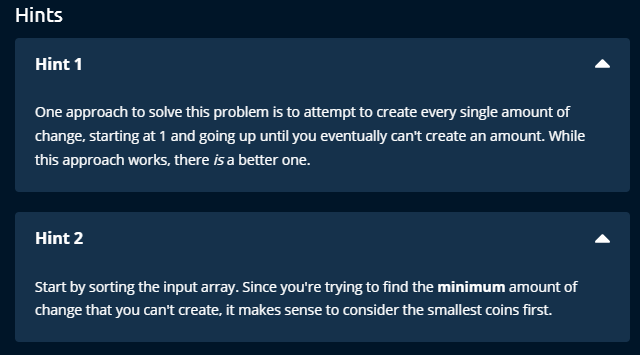 Hints
Hint 1
One approach to solve this problem is to attempt to create every single amount of
change, starting at 1 and going up until you eventually can't create an amount. While
this approach works, there is a better one.
Hint 2
Start by sorting the input array. Since you're trying to find the minimum amount of
change that you can't create, it makes sense to consider the smallest coins first.